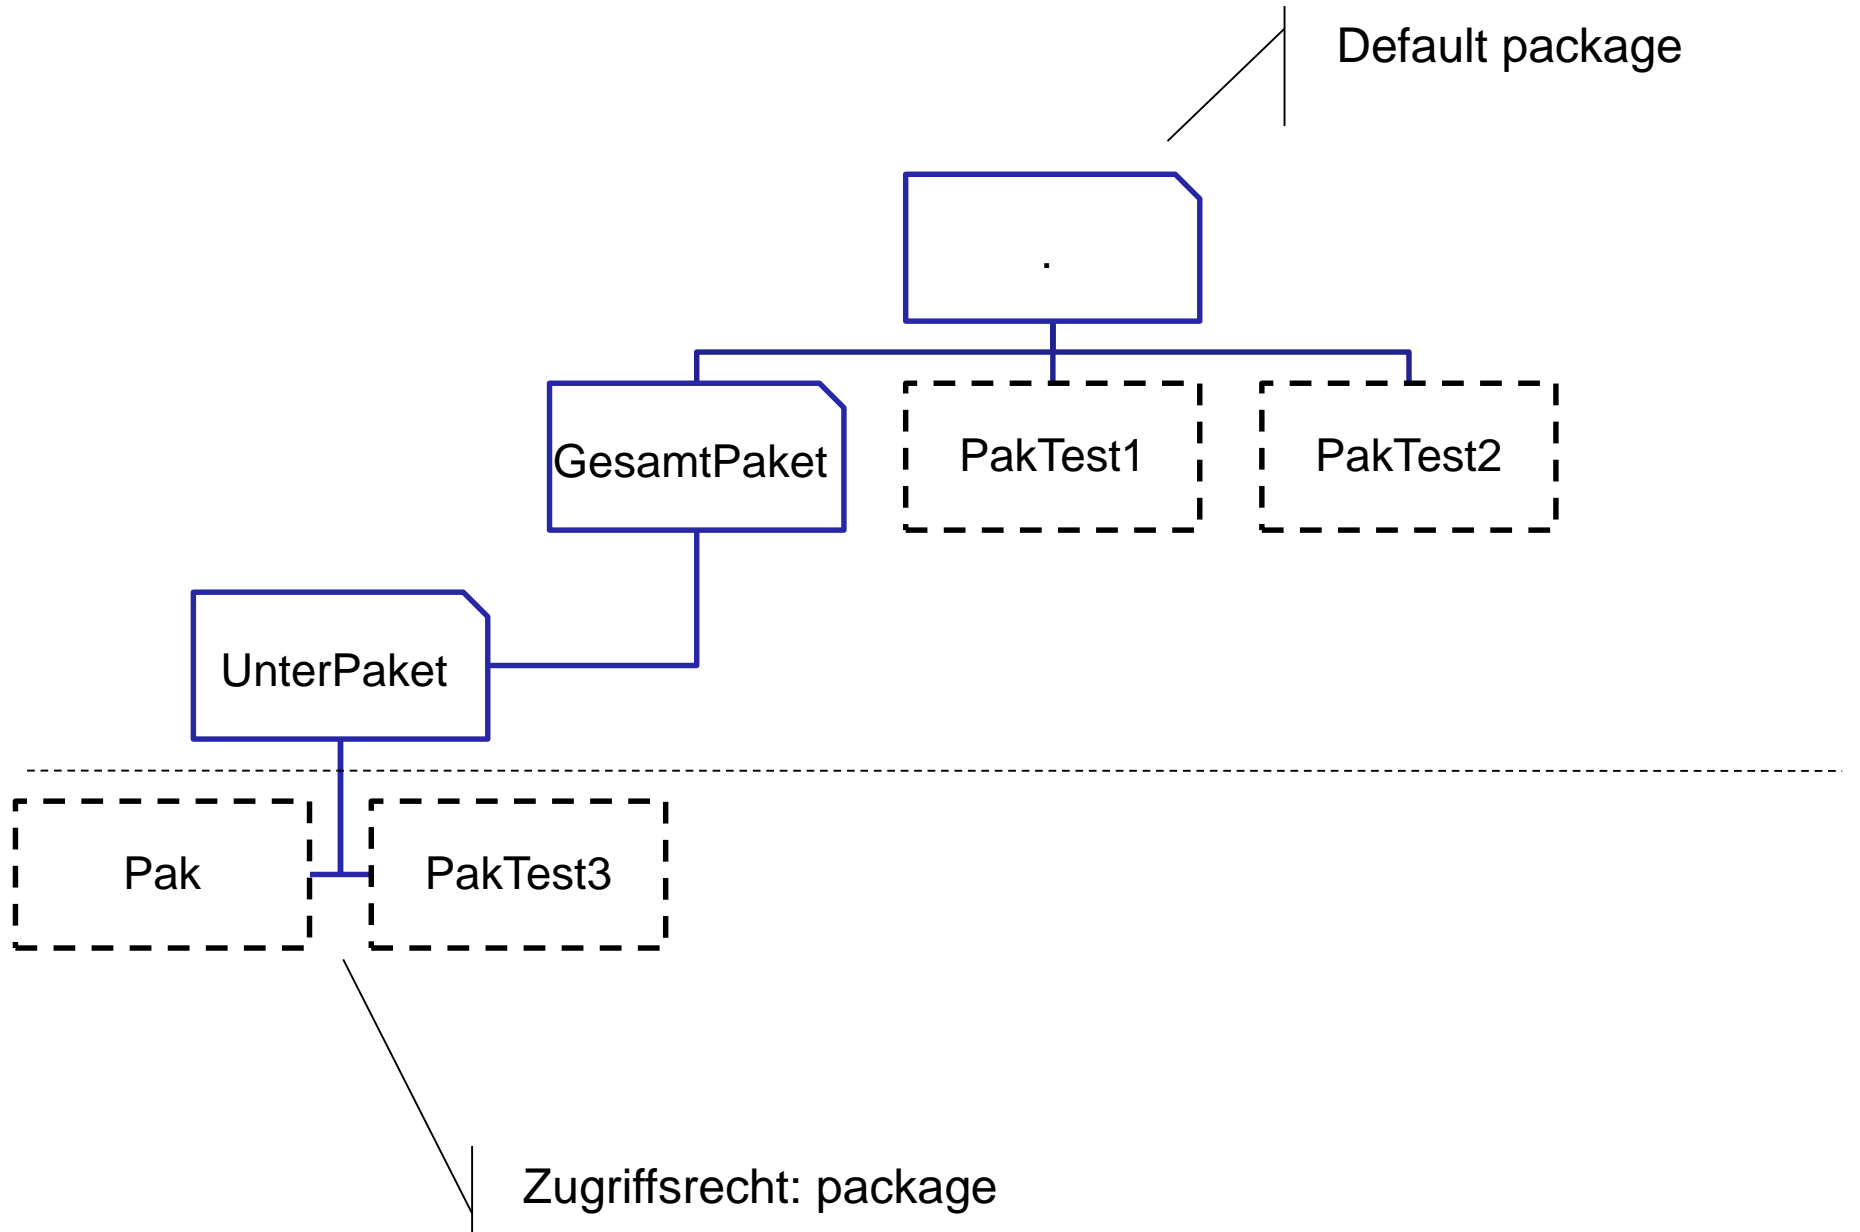 Default package
.
GesamtPaket
PakTest1
PakTest2
UnterPaket
Pak
PakTest3
Zugriffsrecht: package